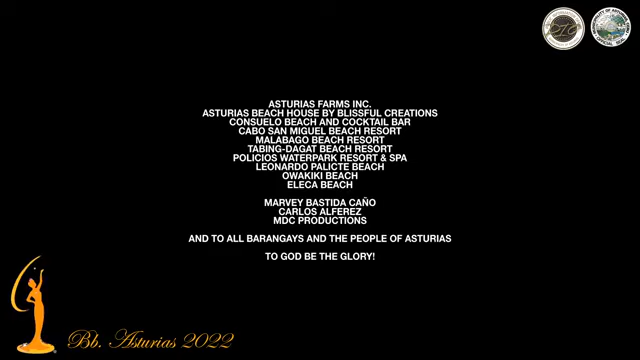 ASTURIAS FARMS INC.
ASTURIAS BEACH HOUSE BY BLISSFUL CREATIONS
CONSUELO BEACH AND COCKTAIL BAR
CABO SAN MIGUEL BEACH RESORT
MALABAGO BEACH RESORT
TABING-DAGAT BEACH RESORT
POLICIOS WATERPARK RESORT & SPA
LEONARDO PALICTE BEACH
OWAKIKI BEACH
ELECA BEACH
MARVEY BASTIDA CAÑO
CARLOS ALFEREZ
MDC PRODUCTIONS
AND TO ALL BARANGAYS AND THE PEOPLE OF ASTURIAS
TO GOD BE THE GLORY!
Bb. Asturias 2022